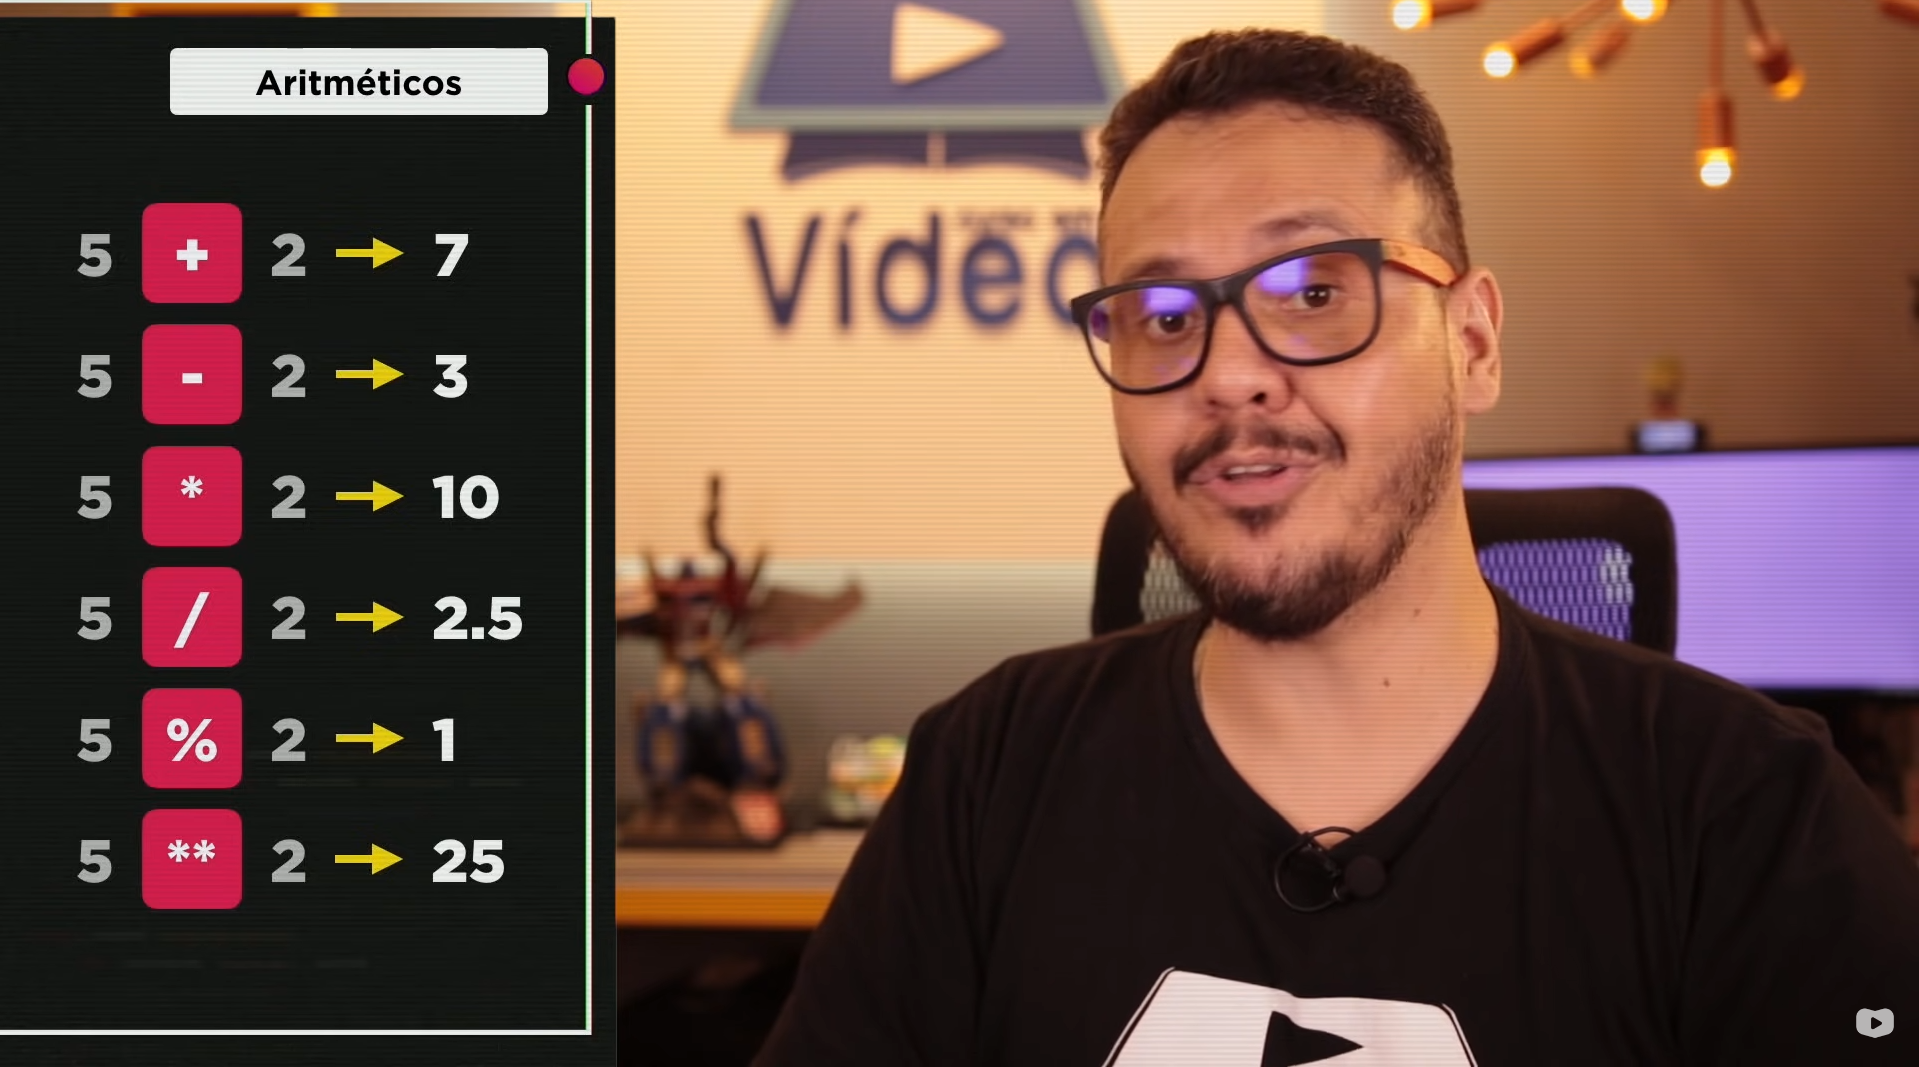 Aritméticos
5 + 2 → 7
5 - 2 → 3
5 * 2 → 10
5 / 2 → 2.5
5 % 2 → 1
5 ** 2 → 25
Vídeo